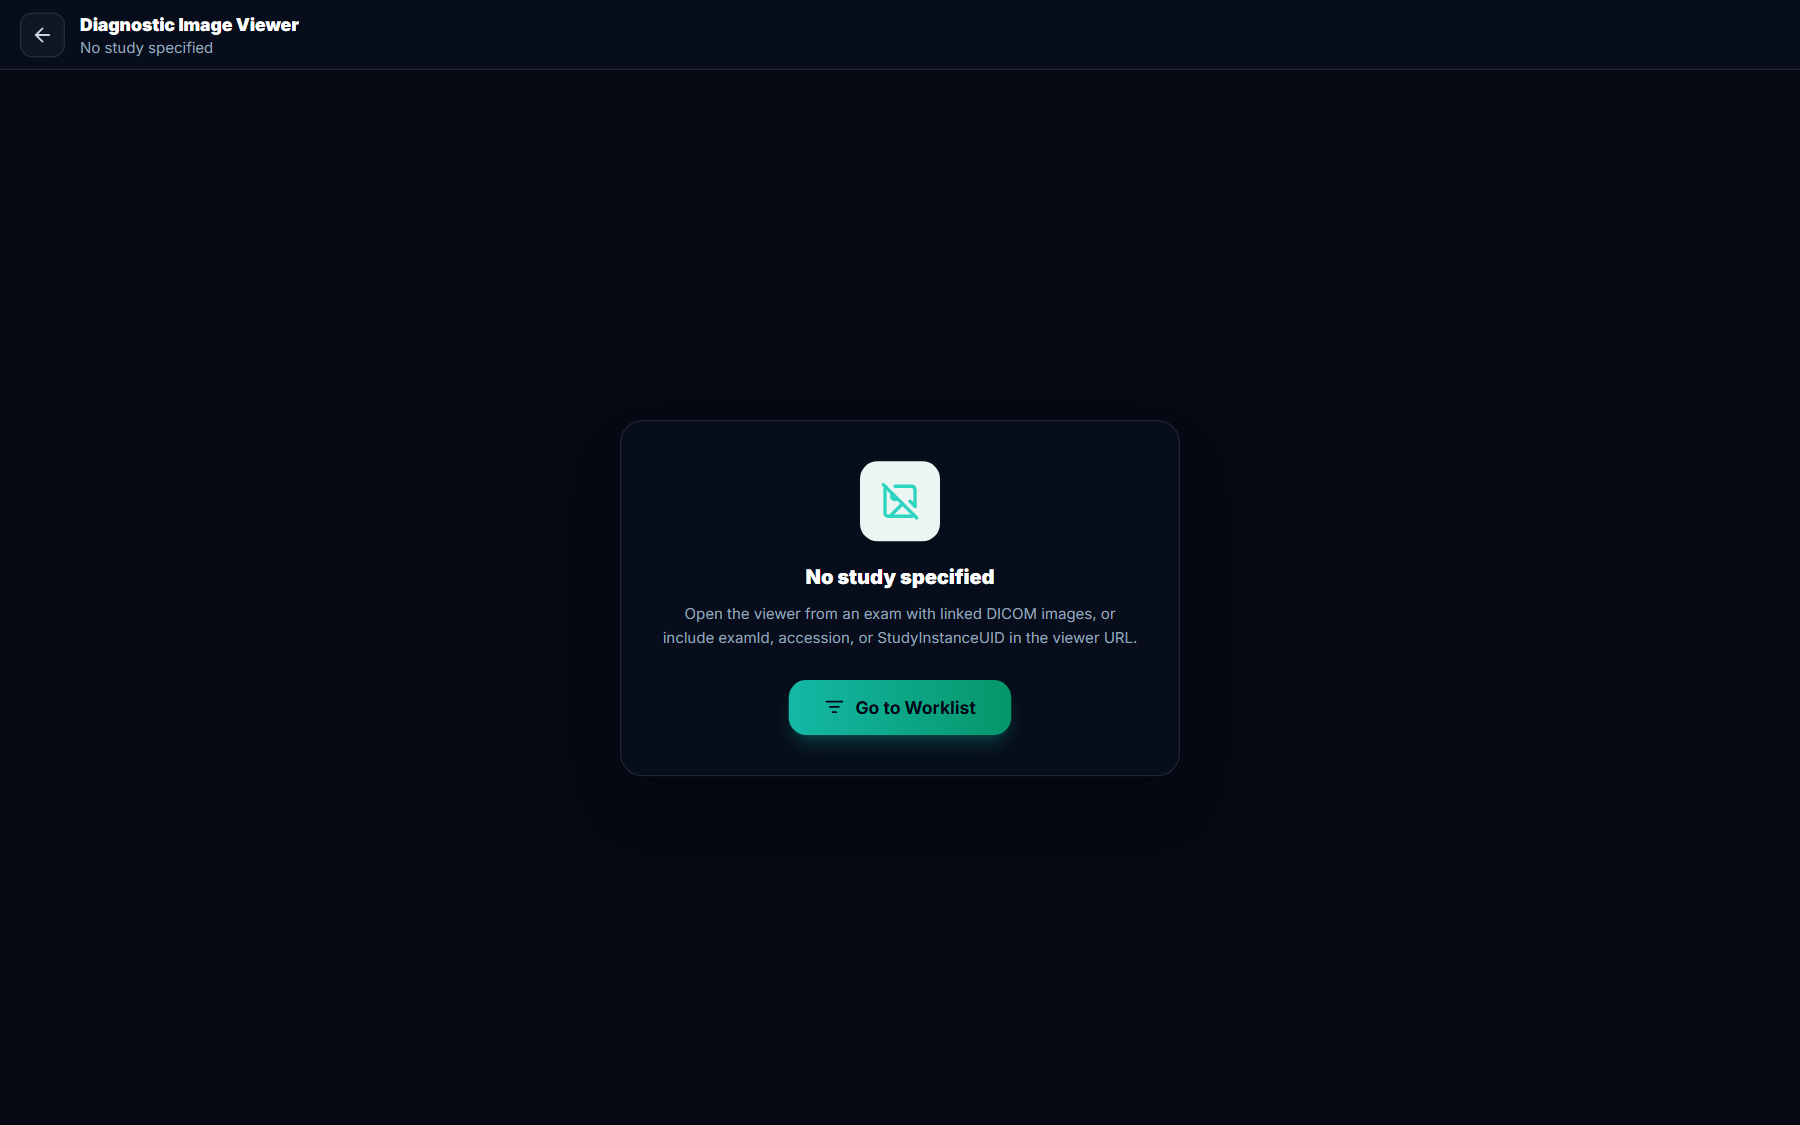 Diagnostic Image Viewer
No study specified
No study specified
Open the viewer from an exam with linked DICOM images, or
include examId, accession, or StudyInstanceUID in the viewer URL.
Go to Worklist